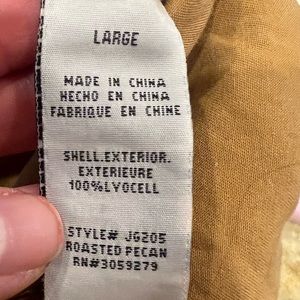 LARGE
MADE IN CHINA
HECHO EN CHINA
FABRIQUE EN CHINE
SHELL.EXTERIOR.
EXTERIEURE
100%LYOCELL
STYLE# JG205
ROASTED PECAN
RN#3059279